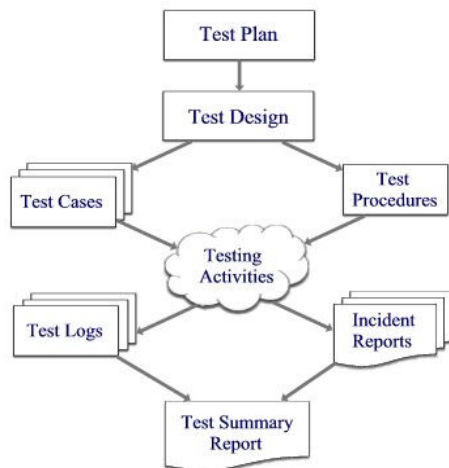 Test Plan
Test Design
Test Cases
Test
Procedures
Testing
Activities
Test Logs
Incident
Reports
Test Summary
Report